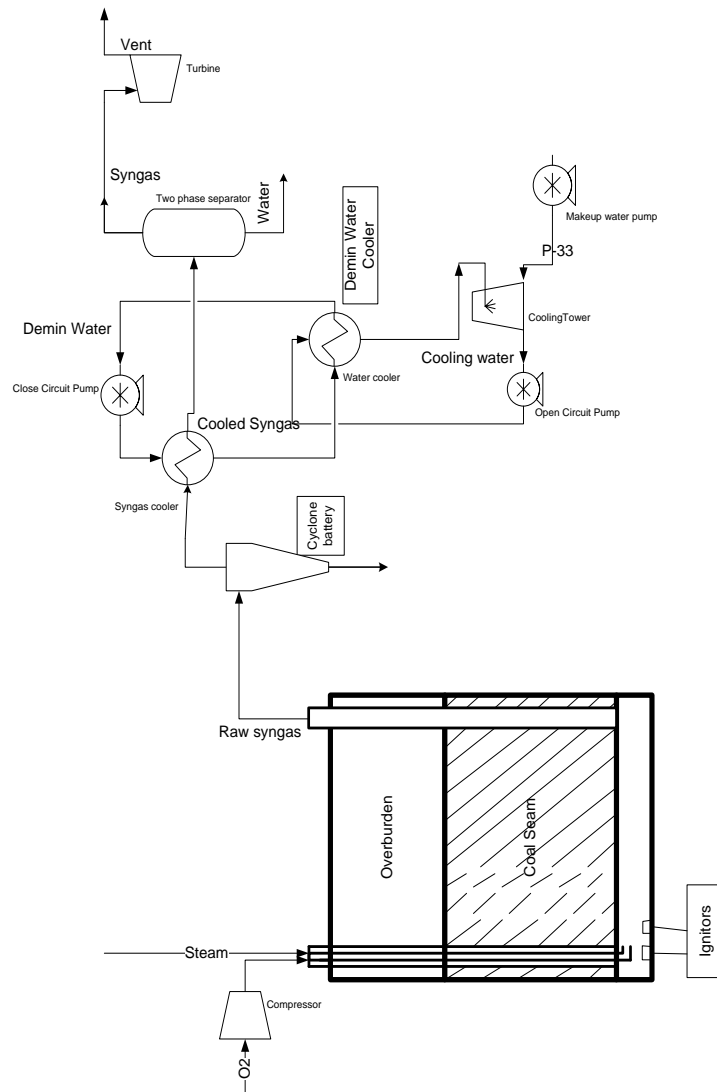 Vent
Turbine
Syngas
Two phase separator
Water
Demin Water
Cooler
Makeup water pump
P-33
CoolingTower
Demin Water
Cooling water
Water cooler
Close Circuit Pump
Open Circuit Pump
Cooled Syngas
Syngas cooler
Cyclone
battery
Raw syngas
Overburden
Coal Seam
Steam
Ignitors
Compressor
O2